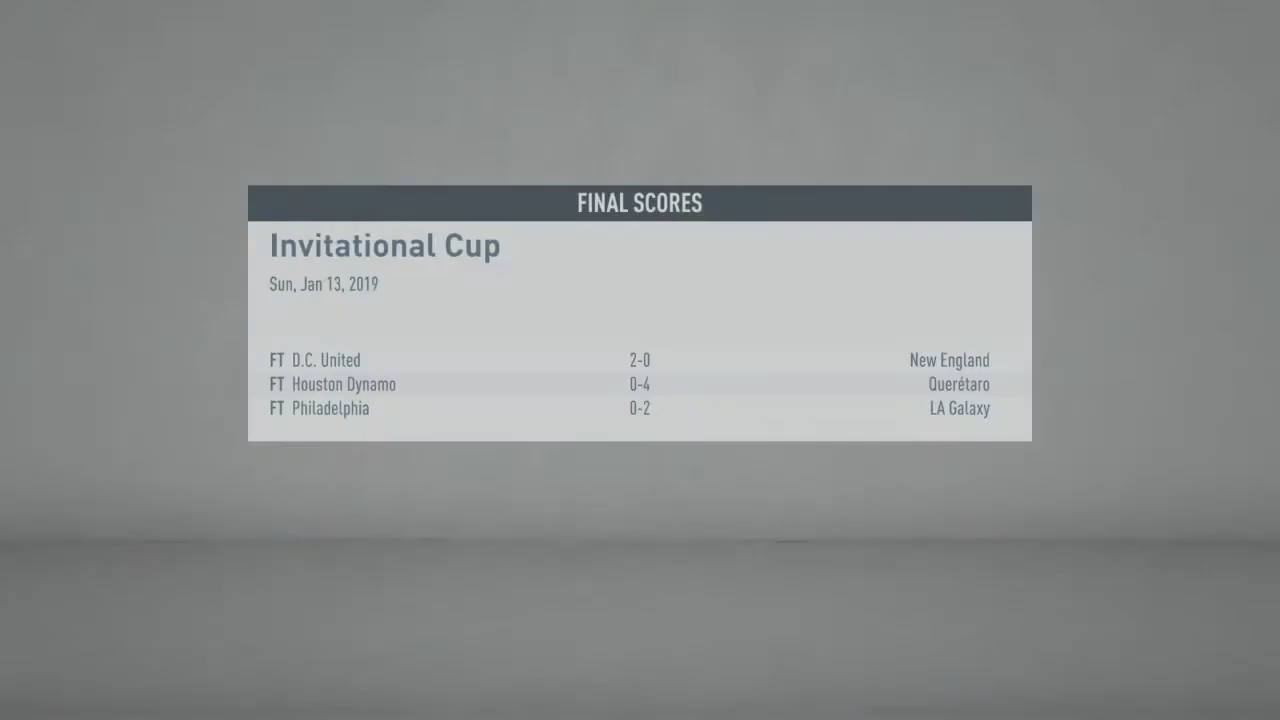 FINAL SCORES
Invitational Cup
Sun, Jan 13, 2019
FT D.C. United 2-0 New England
FT Houston Dynamo 0-4 Querétaro
FT Philadelphia 0-2 LA Galaxy